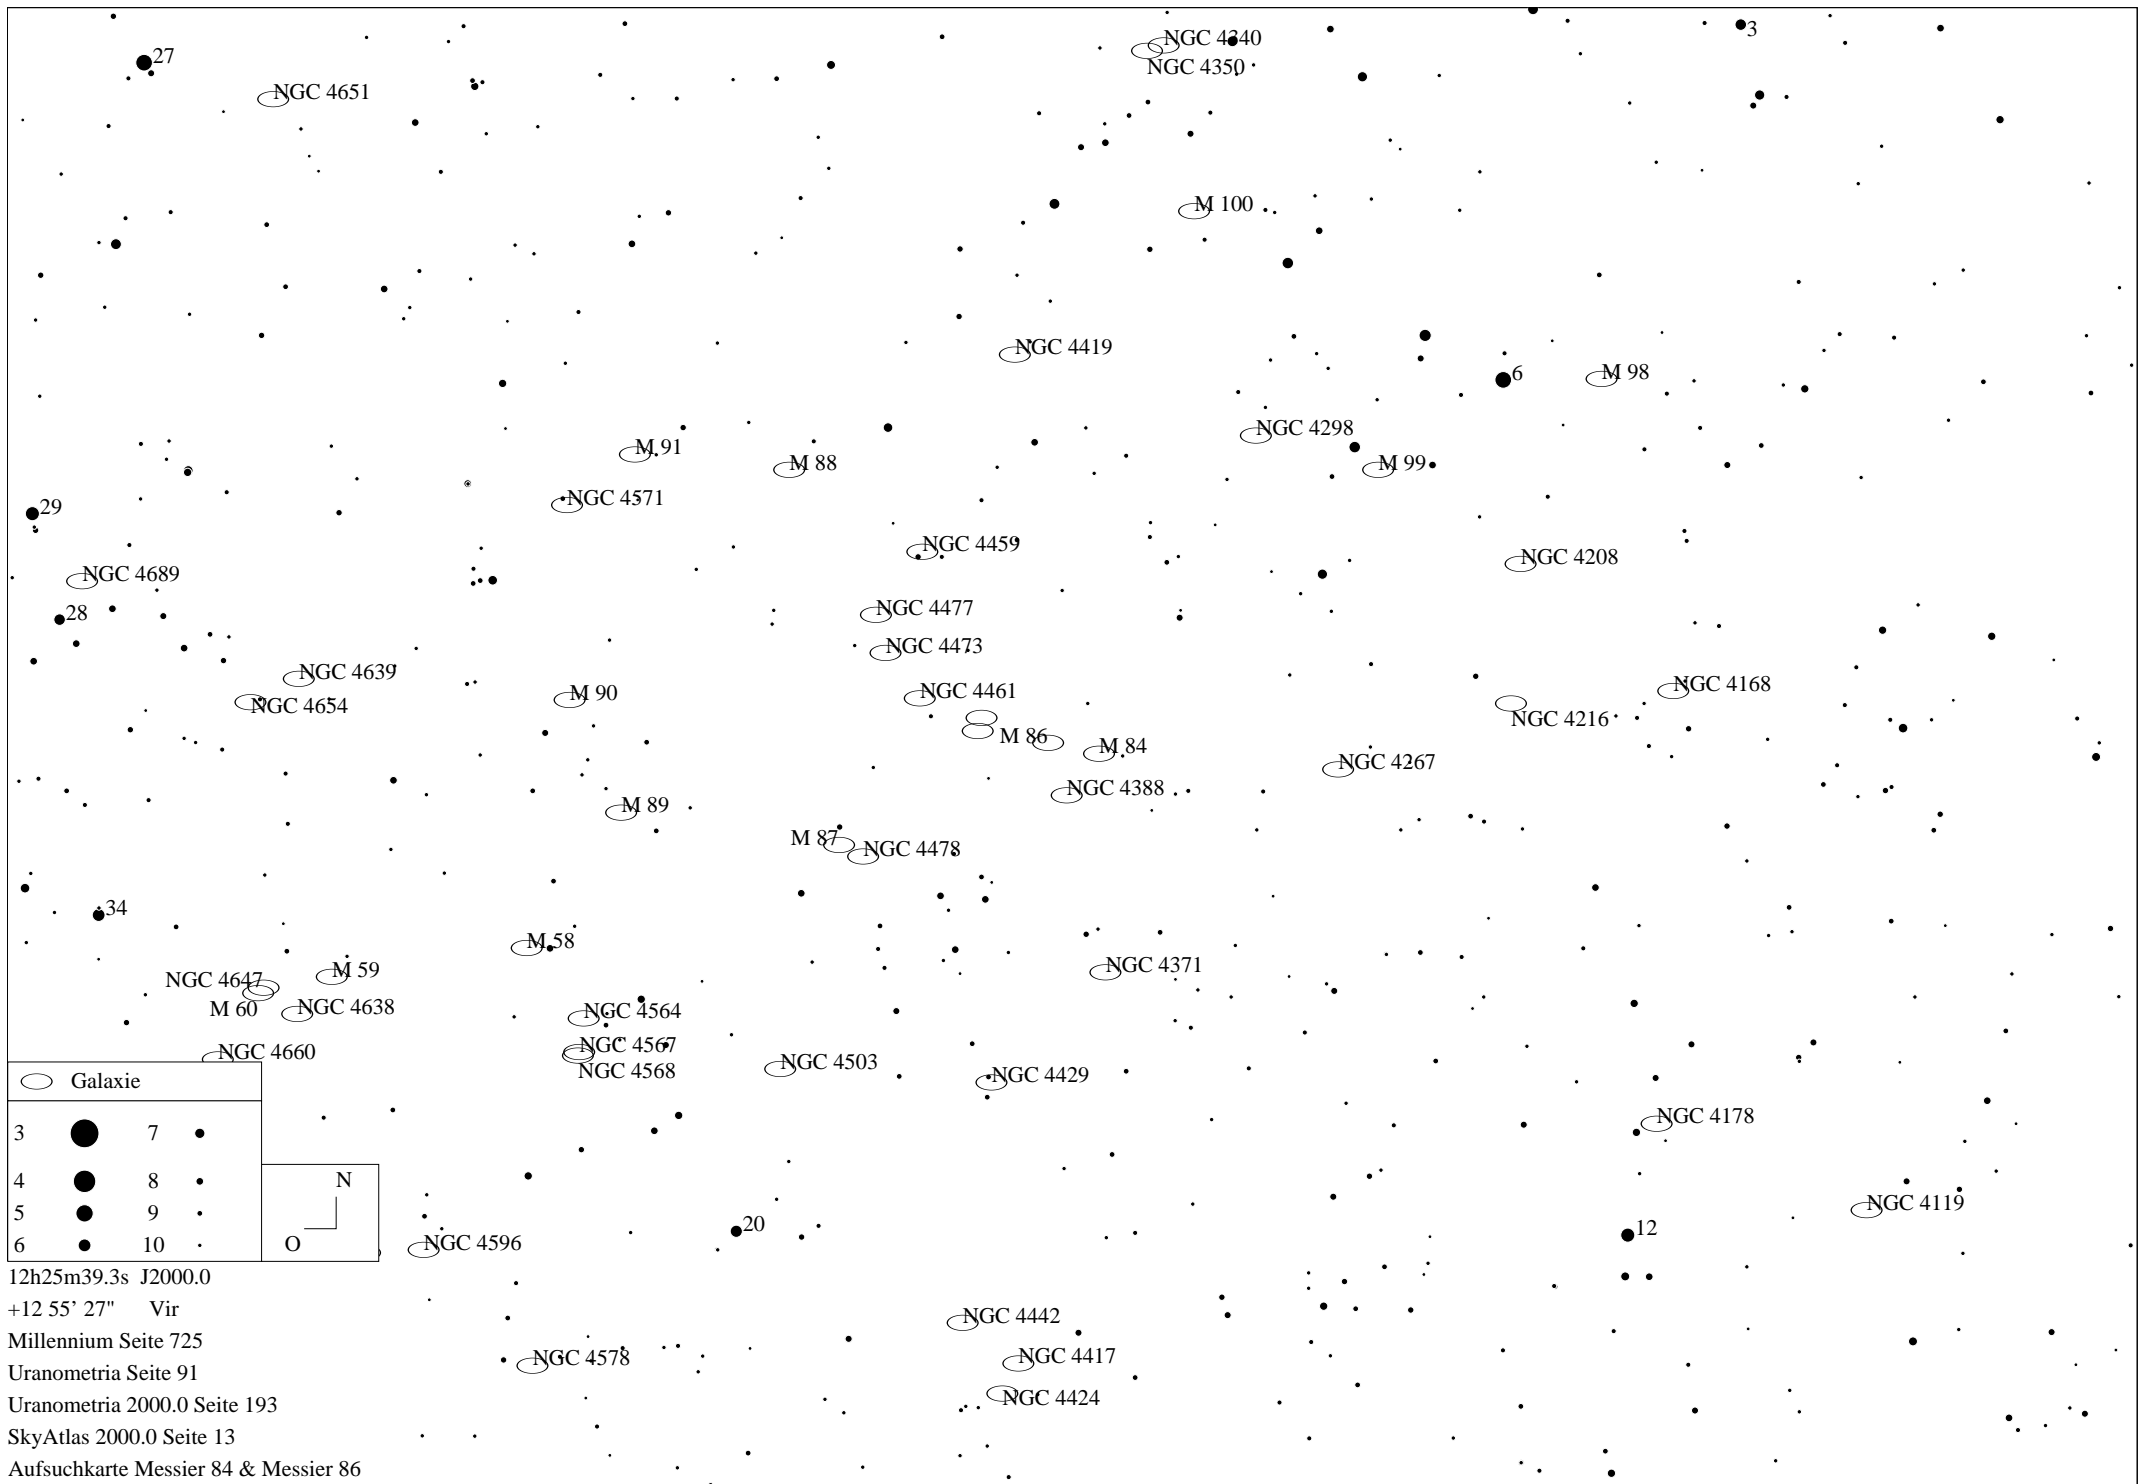 3
NGC 4340
27
NGC 4350
NGC 4651
M 100
NGC 4419
6
M 98
NGC 4298
M 91
M 88
M 99
NGC 4571
29
NGC 4459
NGC 4208
NGC 4689
NGC 4477
28
NGC 4473
NGC 4639
NGC 4168
M 90
NGC 4461
NGC 4654
NGC 4216
M 86
M 84
NGC 4267
NGC 4388
M 89
M 87
NGC 4478
34
M 58
NGC 4371
M 59
NGC 4647
M 60
NGC 4638
NGC 4564
NGC 4567
NGC 4660
NGC 4503
NGC 4568
NGC 4429
NGC 4178
NGC 4119
20
12
NGC 4596
NGC 4442
NGC 4417
NGC 4578
NGC 4424
Galaxie
3 7
4 8
5 9
6 10
N
O
12h25m39.3s J2000.0
+12 55' 27" Vir
Millennium Seite 725
Uranometria Seite 91
Uranometria 2000.0 Seite 193
SkyAtlas 2000.0 Seite 13
Aufsuchkarte Messier 84 & Messier 86